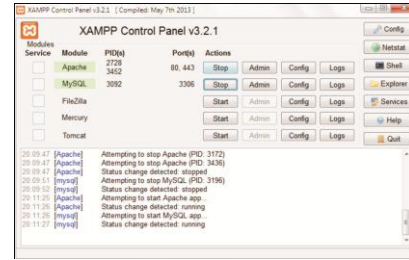 XAMPP Control Panel v3.2.1 [ Compiled: May 7th 2013 ]
XAMPP Control Panel v3.2.1
Config
Modules
Service Module PID(s) Port(s) Actions
Netstat
Apache 2728 3452 80, 443 Stop Admin Config Logs
Shell
MySQL 3092 3306 Stop Admin Config Logs
Explorer
FileZilla Start Admin Config Logs
Services
Mercury Start Admin Config Logs
Help
Tomcat Start Admin Config Logs
Quit
20:09:47 [Apache] Attempting to stop Apache (PID: 3172)
20:09:47 [Apache] Attempting to stop Apache (PID: 3436)
20:09:47 [Apache] Status change detected: stopped
20:09:51 [mysql] Attempting to stop MySQL (PID: 3196)
20:09:52 [mysql] Status change detected: stopped
20:11:25 [Apache] Attempting to start Apache app...
20:11:26 [Apache] Status change detected: running
20:11:26 [mysql] Attempting to start MySQL app...
20:11:27 [mysql] Status change detected: running